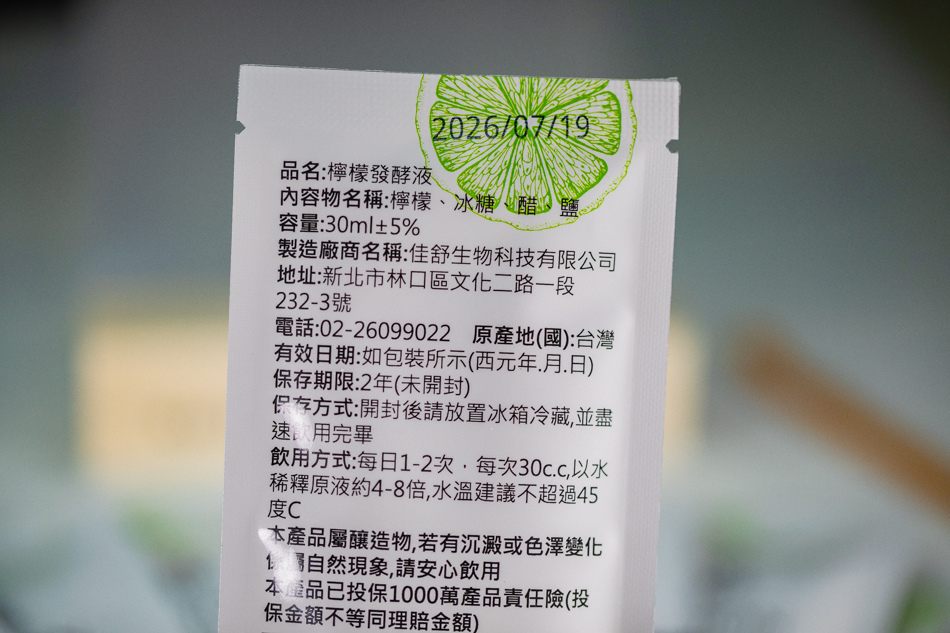 2026/07/19
品名:檸檬發酵液
內容物名稱:檸檬、冰糖、醋、鹽
容量:30ml±5%
製造廠商名稱:佳舒生物科技有限公司
地址:新北市林口區文化二路一段
232-3號
電話:02-26099022 原產地(國):台灣
有效日期:如包裝所示(西元年.月.日)
保存期限:2年(未開封)
保存方式:開封後請放置冰箱冷藏,並盡
速飲用完畢
飲用方式:每日1-2次，每次30c.c,以水
稀釋原液約4-8倍,水溫建議不超過45
度C
本產品屬釀造物,若有沉澱或色澤變化
係屬自然現象,請安心飲用
本產品已投保1000萬產品責任險(投
保金額不等同理賠金額)